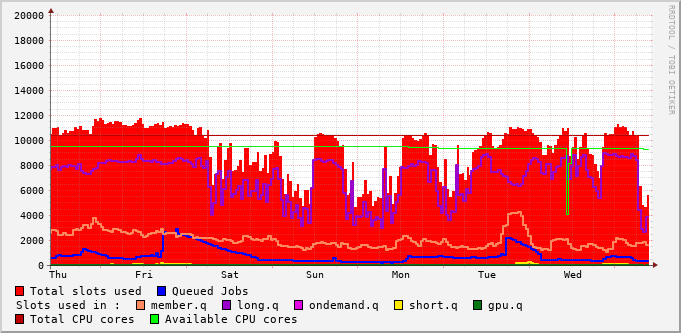 20000
18000
16000
14000
12000
10000
8000
6000
4000
2000
0
Thu Fri Sat Sun Mon Tue Wed
Total slots used Queued Jobs
Slots used in : member.q long.q ondemand.q short.q gpu.q
Total CPU cores Available CPU cores
RRDTOOL / TOBI OETIKER